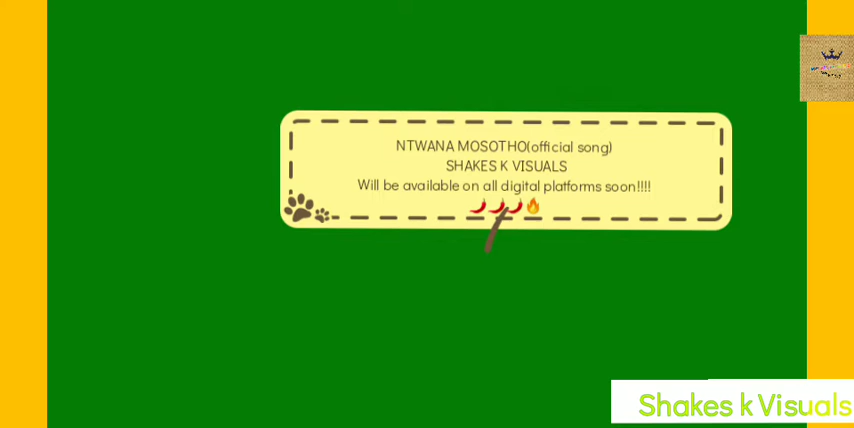 NTWANA MOSOTHO(official song)
SHAKES K VISUALS
Will be available on all digital platforms soon!!!!
🌶️🌶️🌶️🔥
Shakes k Visuals